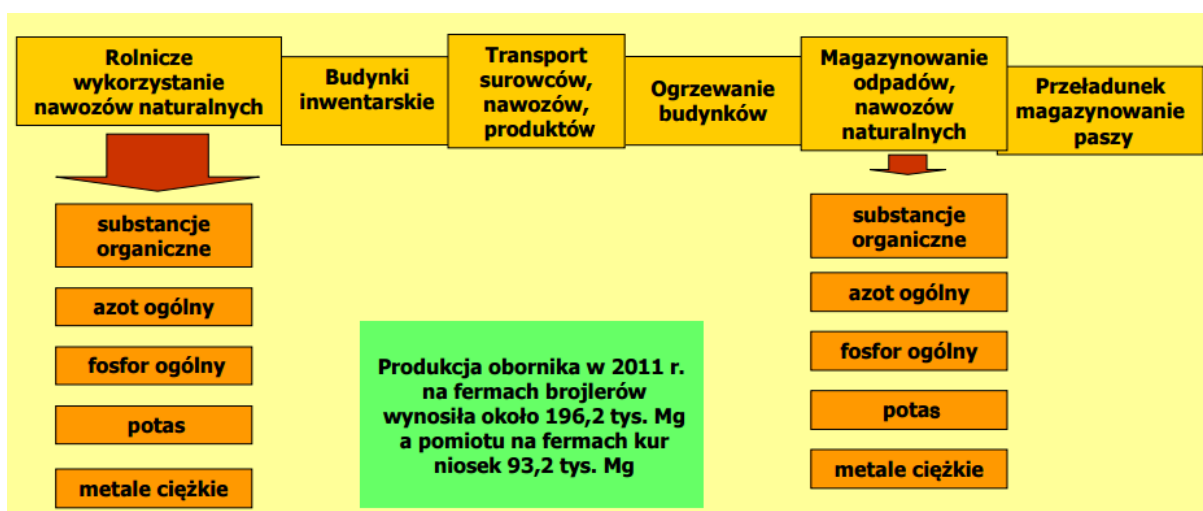 Rolnicze
wykorzystanie
nawozów naturalnych
Budynki
inwentarskie
Transport
surowców,
nawozów,
produktów
Ogrzewanie
budynków
Magazynowanie
odpadów,
nawozów
naturalnych
Przeładunek
magazynowanie
paszy
substancje
organiczne
azot ogólny
fosfor ogólny
potas
metale ciężkie
Produkcja obornika w 2011 r.
na fermach brojlerów
wynosiła około 196,2 tys. Mg
a pomiotu na fermach kur
niosek 93,2 tys. Mg
substancje
organiczne
azot ogólny
fosfor ogólny
potas
metale ciężkie